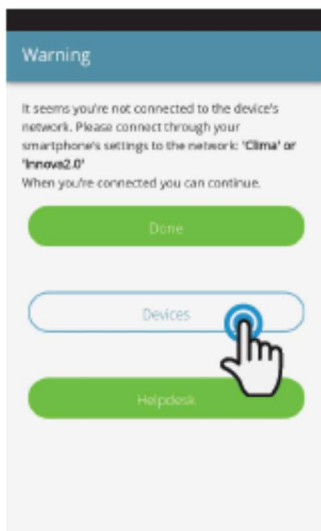 Warning
It seems you're not connected to the device's
network. Please connect through your
smartphone's settings to the network: 'Clima' or
'Innova2.0'
When you're connected you can continue.
Done
Devices
Helpdesk